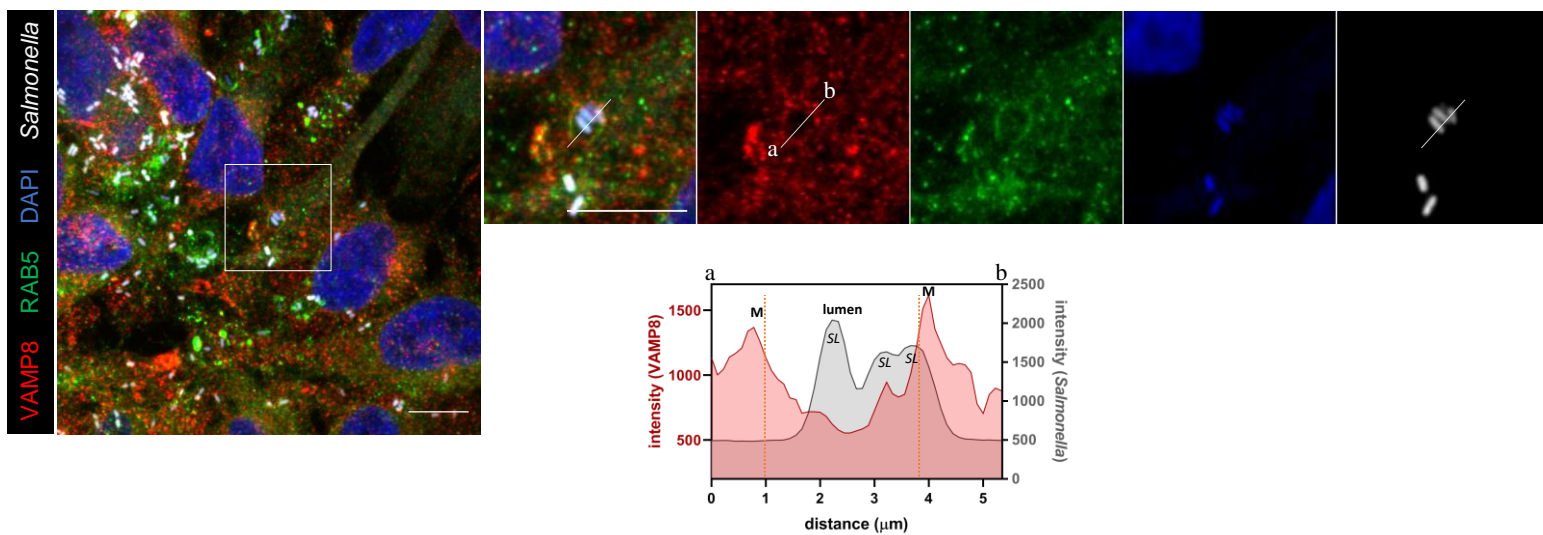 VAMP8 RAB5 DAPI Salmonella
b
a
a
b
2500
M
1500
M
lumen
2000
SL
SL
SL
1500
1000
1000
500
500
0
0
1
2
3
4
5
intensity (VAMP8)
intensity (Salmonella)
distance (μm)